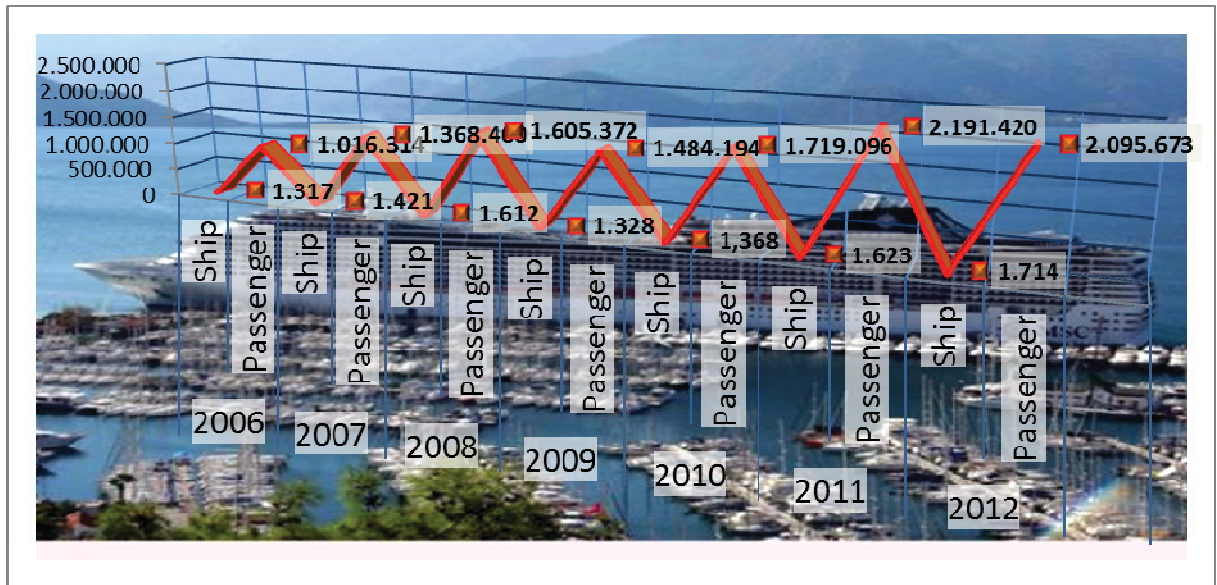 2.500.000
2.000.000
1.500.000
1.000.000
500.000
0
1.317
1.016.314
1.421
1.612
1.605.372
1.328
1.484.194
1,368
1.719.096
1.623
2.191.420
1.714
2.095.673
Ship
Passenger
Ship
Passenger
Ship
Passenger
Ship
Passenger
Ship
Passenger
Ship
Passenger
Ship
Passenger
2006
2007
2008
2009
2010
2011
2012